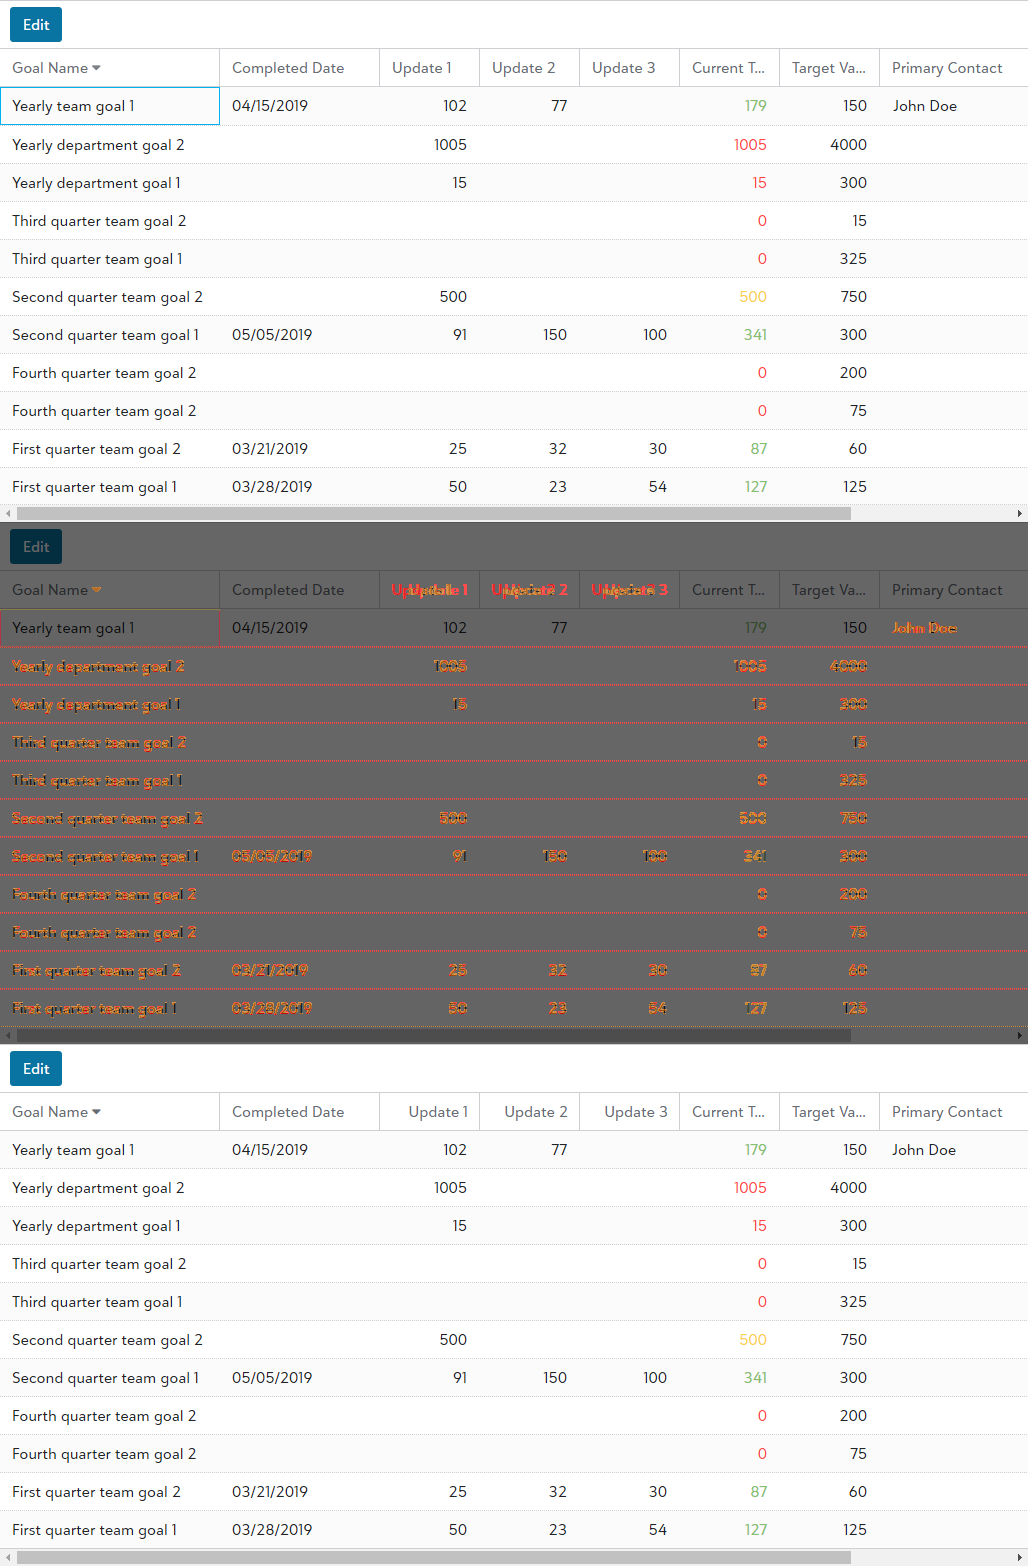 Edit
Goal Name Completed Date Update 1 Update 2 Update 3 Current T... Target Va... Primary Contact
Yearly team goal 1 04/15/2019 102 77 179 150 John Doe
Yearly department goal 2 1005 1005 4000
Yearly department goal 1 15 15 300
Third quarter team goal 2 0 15
Third quarter team goal 1 0 325
Second quarter team goal 2 500 500 750
Second quarter team goal 1 05/05/2019 91 150 100 341 300
Fourth quarter team goal 2 0 200
Fourth quarter team goal 2 0 75
First quarter team goal 2 03/21/2019 25 32 30 87 60
First quarter team goal 1 03/28/2019 50 23 54 127 125
Edit
Goal Name Completed Date Update 1 Update 2 Update 3 Current T... Target Va... Primary Contact
Yearly team goal 1 04/15/2019 102 77 179 150 John Doe
Yearly department goal 2 1005 1005 4000
Yearly department goal 1 15 15 300
Third quarter team goal 2 0 15
Third quarter team goal 1 0 325
Second quarter team goal 2 500 500 750
Second quarter team goal 1 05/05/2019 91 150 100 341 300
Fourth quarter team goal 2 0 200
Fourth quarter team goal 2 0 75
First quarter team goal 2 03/21/2019 25 32 30 87 60
First quarter team goal 1 03/28/2019 50 23 54 127 125
Edit
Goal Name Completed Date Update 1 Update 2 Update 3 Current T... Target Va... Primary Contact
Yearly team goal 1 04/15/2019 102 77 179 150 John Doe
Yearly department goal 2 1005 1005 4000
Yearly department goal 1 15 15 300
Third quarter team goal 2 0 15
Third quarter team goal 1 0 325
Second quarter team goal 2 500 500 750
Second quarter team goal 1 05/05/2019 91 150 100 341 300
Fourth quarter team goal 2 0 200
Fourth quarter team goal 2 0 75
First quarter team goal 2 03/21/2019 25 32 30 87 60
First quarter team goal 1 03/28/2019 50 23 54 127 125